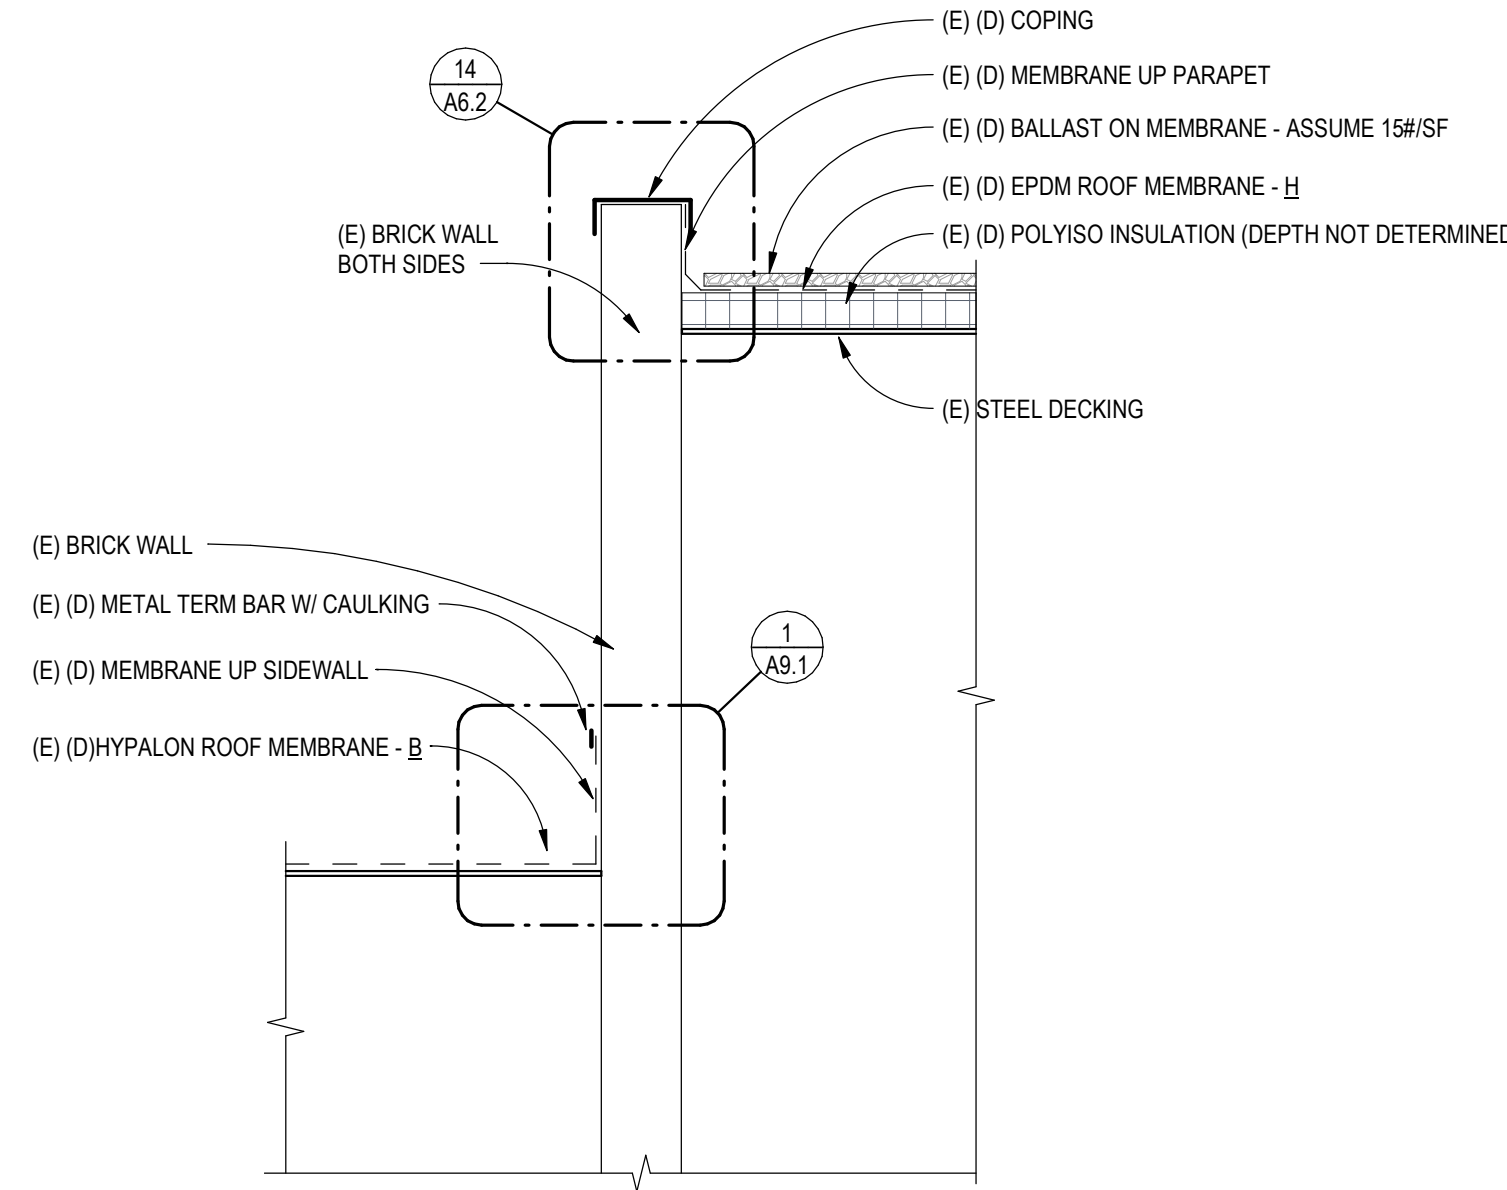 (E) (D) COPING
14
A6.2
(E) (D) MEMBRANE UP PARAPET
(E) (D) BALLAST ON MEMBRANE - ASSUME 15#/SF
(E) (D) EPDM ROOF MEMBRANE - H
(E) BRICK WALL
BOTH SIDES
(E) (D) POLYISO INSULATION (DEPTH NOT DETERMINED
(E) STEEL DECKING
(E) BRICK WALL
(E) (D) METAL TERM BAR W/ CAULKING
1
A9.1
(E) (D) MEMBRANE UP SIDEWALL
(E) (D)HYPALON ROOF MEMBRANE - B